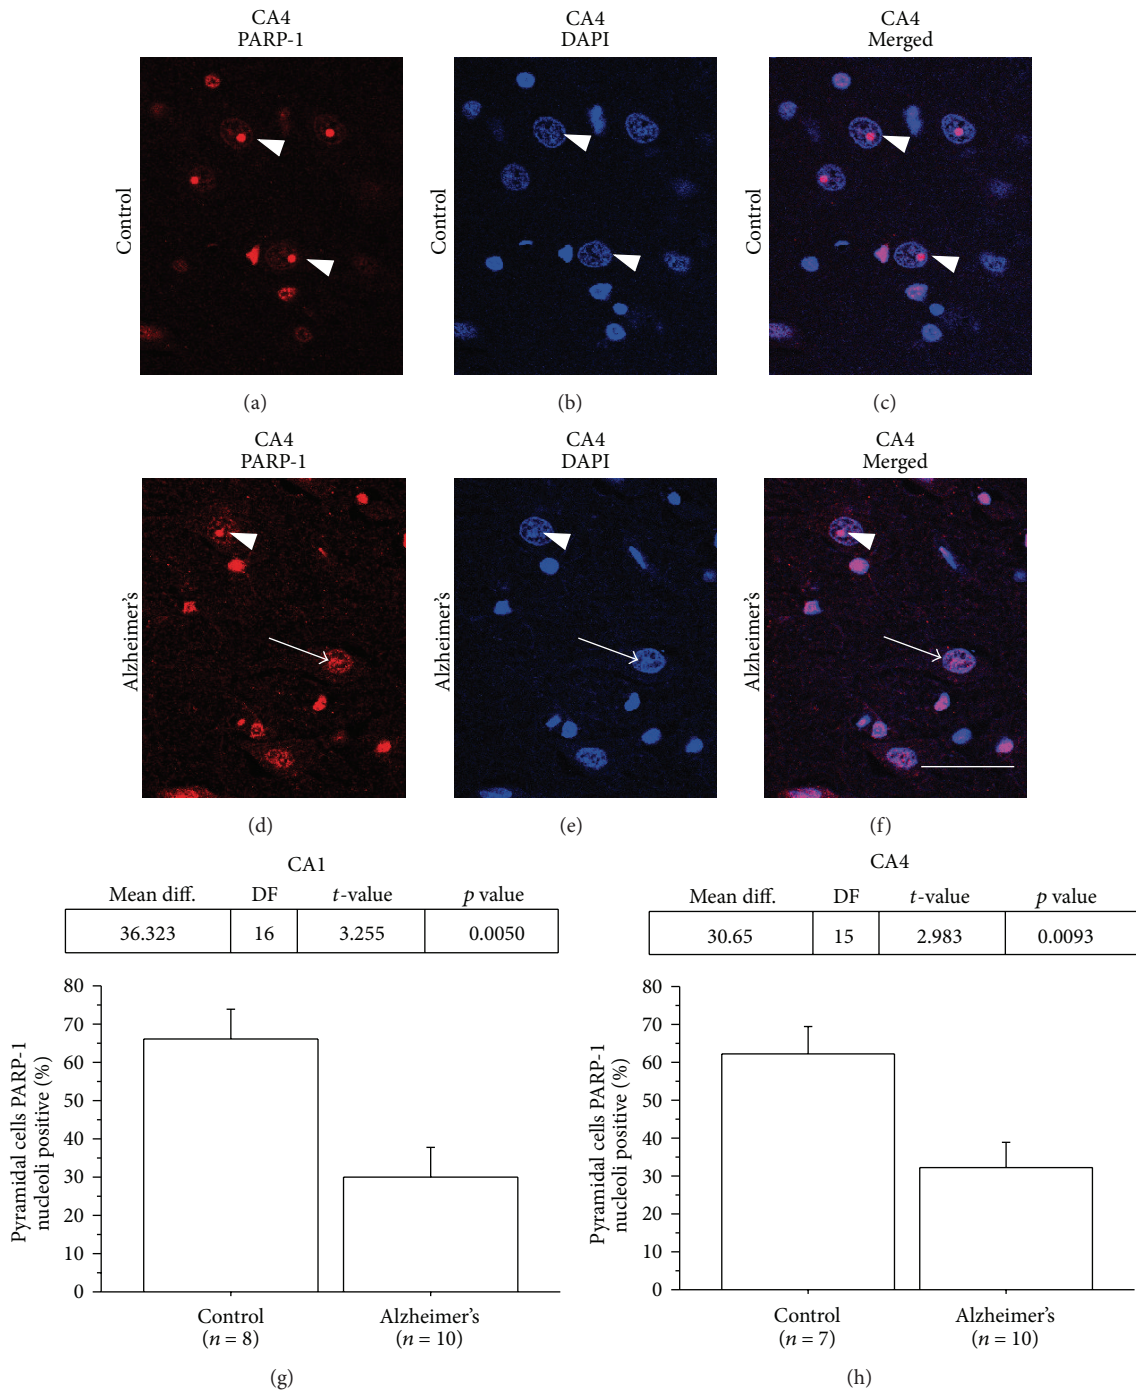 CA4
PARP-1
CA4
DAPI
CA4
Merged
Control
Control
Control
(a)
(b)
(c)
CA4
PARP-1
CA4
DAPI
CA4
Merged
Alzheimer's
Alzheimer's
Alzheimer's
(d)
(e)
(f)
CA1
Mean diff. DF t-value p value
36.323 16 3.255 0.0050
80
70
60
50
40
30
20
10
0
Pyramidal cells PARP-1
nucleoli positive (%)
Control
(n = 8)
Alzheimer's
(n = 10)
(g)
CA4
Mean diff. DF t-value p value
30.65 15 2.983 0.0093
80
70
60
50
40
30
20
10
0
Pyramidal cells PARP-1
nucleoli positive (%)
Control
(n = 7)
Alzheimer's
(n = 10)
(h)